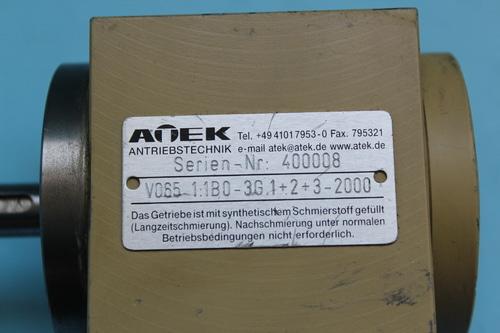 ATEK Tel. +49 41017953-0 Fax. 795321
ANTRIEBSTECHNIK e-mail atek@atek.de www.atek.de
Serien-Nr: 400008
V065-1:1B0-3G.1+2+3-2000
Das Getriebe ist mit synthetischem Schmierstoff gefüllt
(Langzeitschmierung). Nachschmierung unter normalen
Betriebsbedingungen nicht erforderlich.